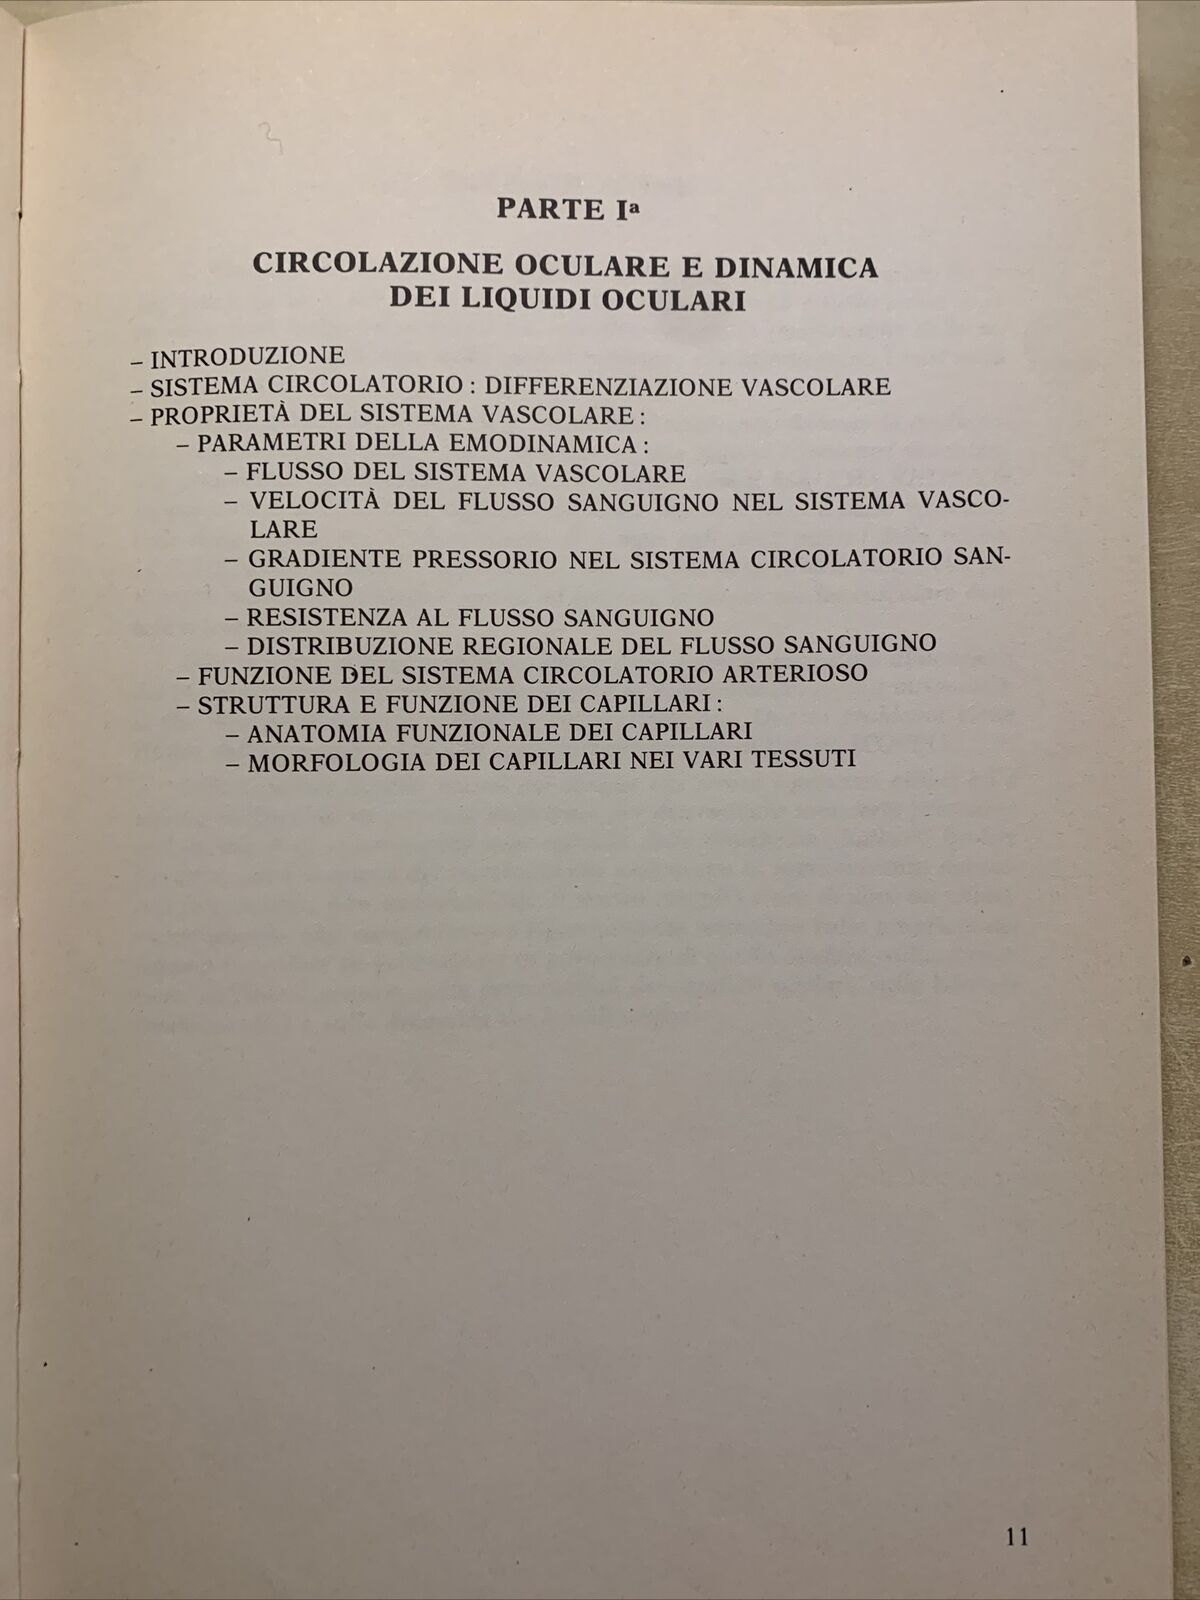 PARTE Iª
CIRCOLAZIONE OCULARE E DINAMICA
DEI LIQUIDI OCULARI
– INTRODUZIONE
– SISTEMA CIRCOLATORIO : DIFFERENZIAZIONE VASCOLARE
– PROPRIETÀ DEL SISTEMA VASCOLARE :
– PARAMETRI DELLA EMODINAMICA :
– FLUSSO DEL SISTEMA VASCOLARE
– VELOCITÀ DEL FLUSSO SANGUIGNO NEL SISTEMA VASCO-
LARE
– GRADIENTE PRESSORIO NEL SISTEMA CIRCOLATORIO SAN-
GUIGNO
– RESISTENZA AL FLUSSO SANGUIGNO
– DISTRIBUZIONE REGIONALE DEL FLUSSO SANGUIGNO
– FUNZIONE DEL SISTEMA CIRCOLATORIO ARTERIOSO
– STRUTTURA E FUNZIONE DEI CAPILLARI :
– ANATOMIA FUNZIONALE DEI CAPILLARI
– MORFOLOGIA DEI CAPILLARI NEI VARI TESSUTI
11